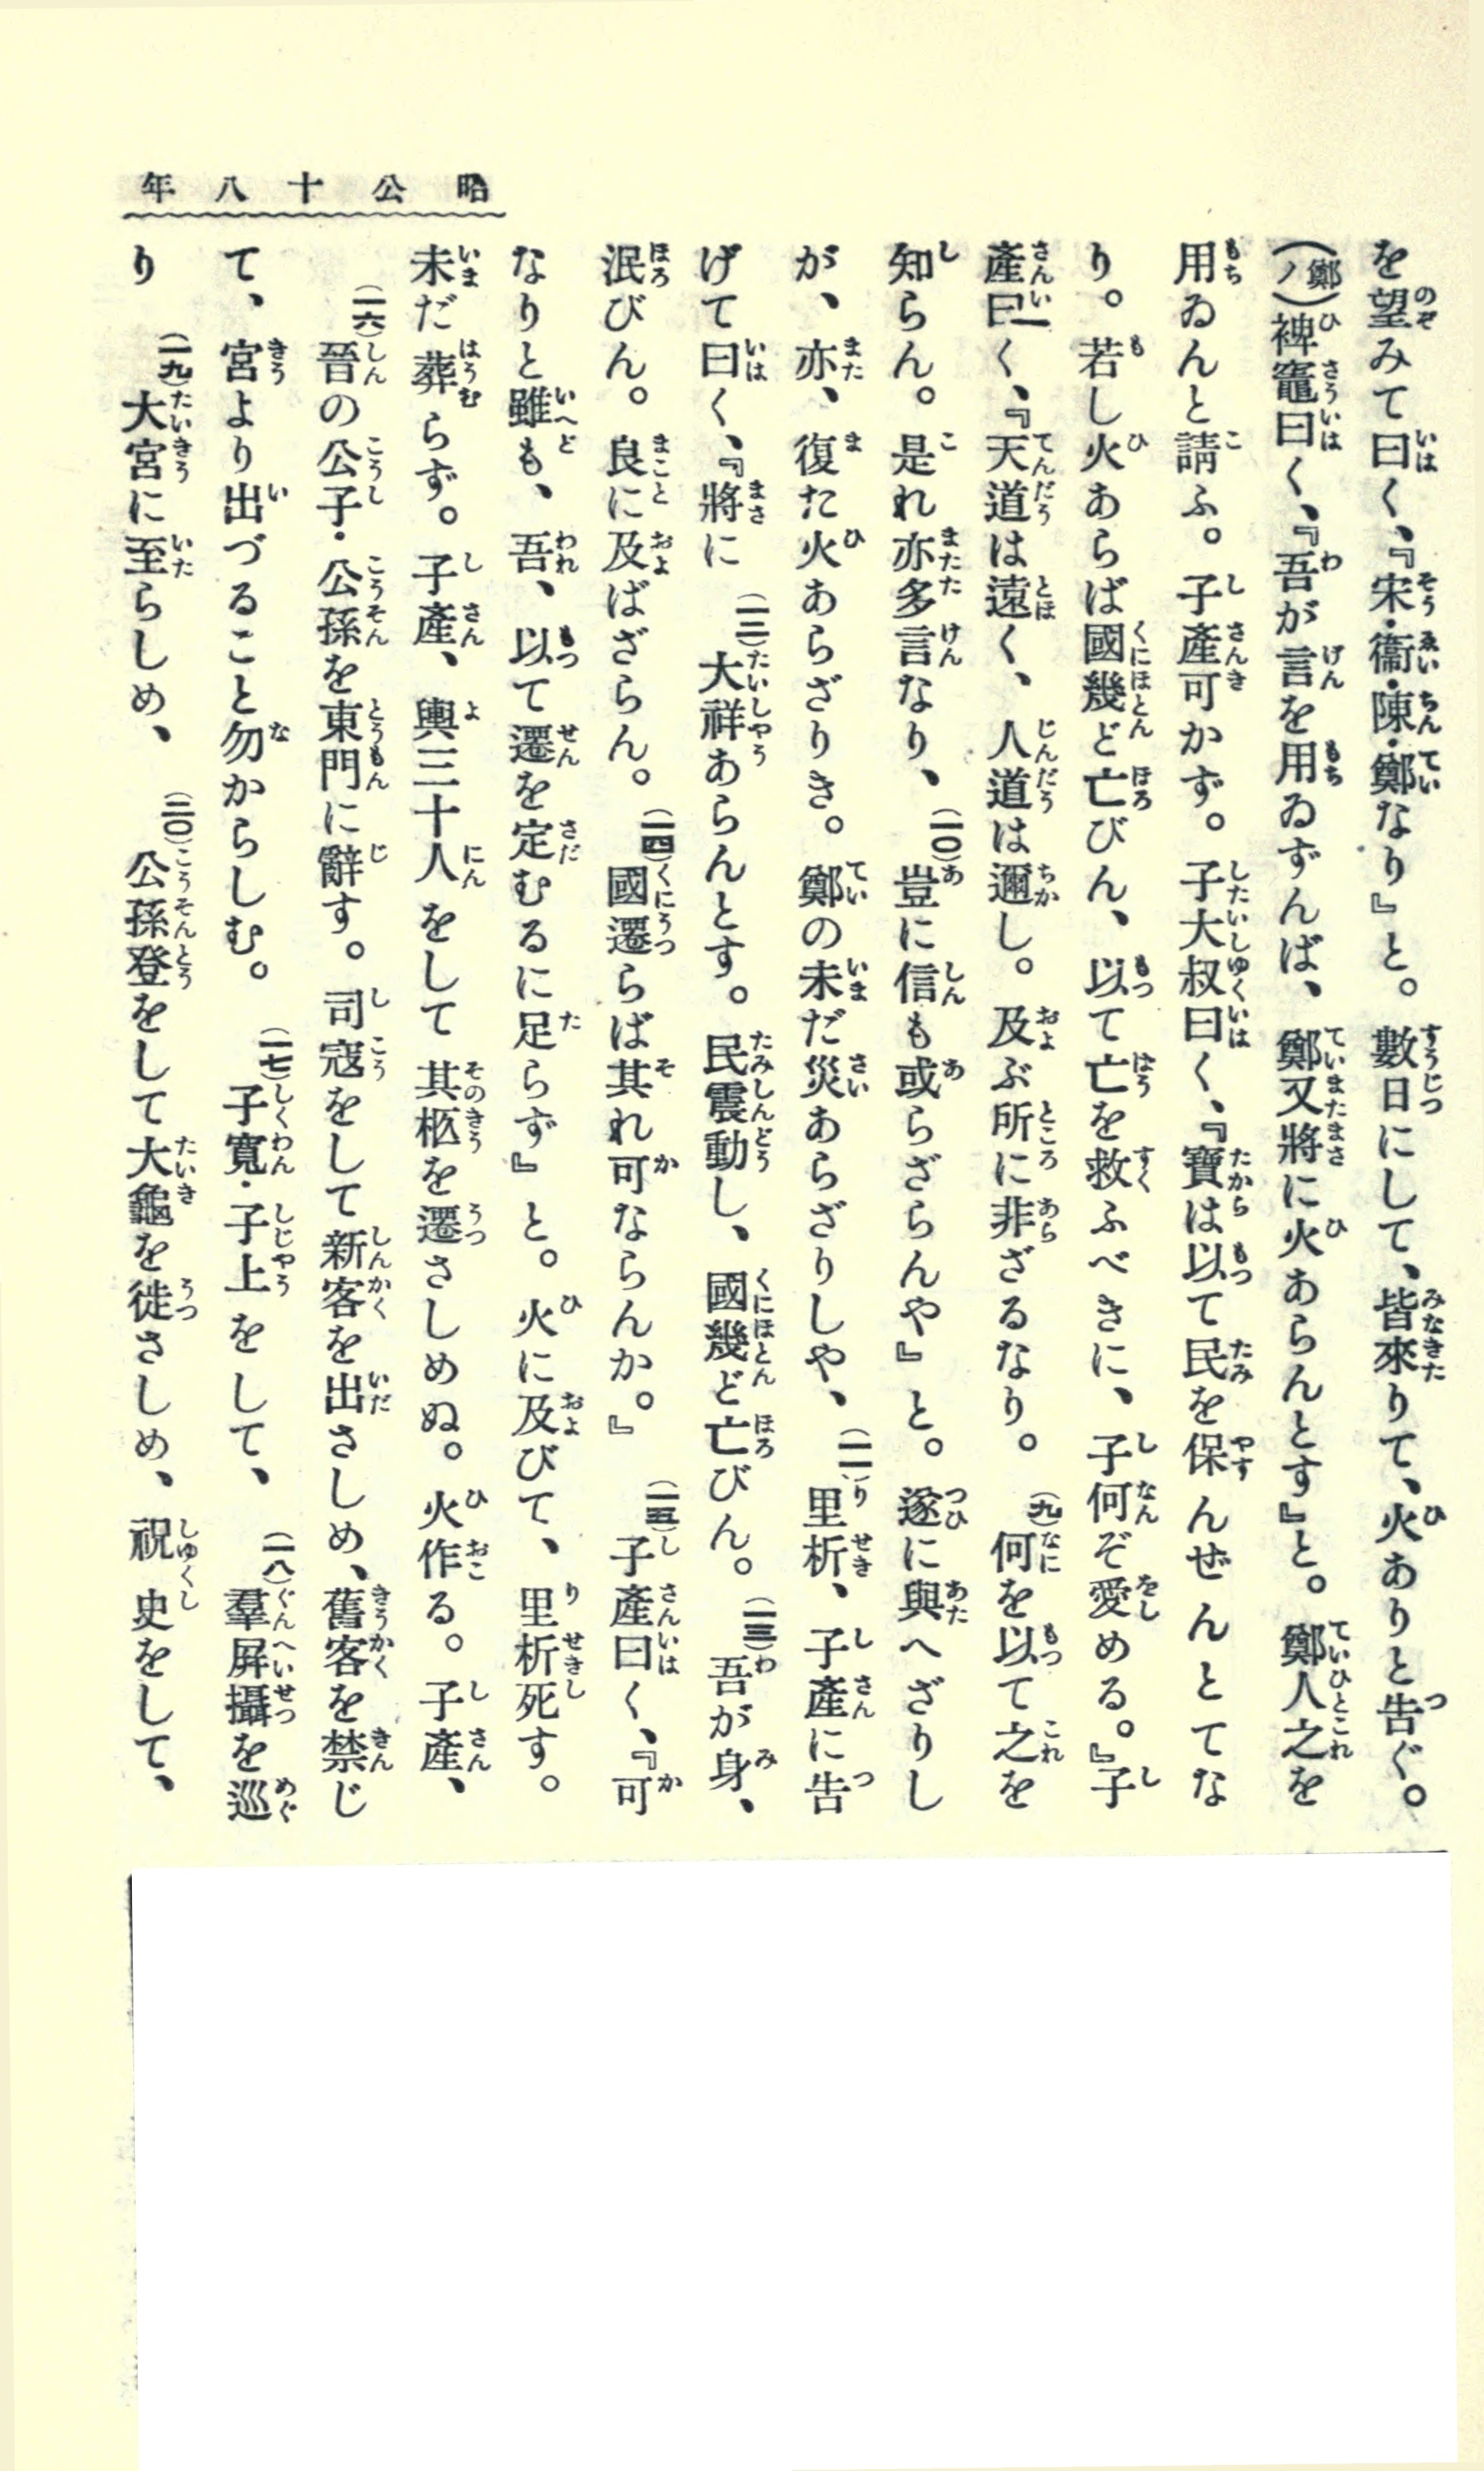 昭公十八年
を望みて曰く、『宋・衞・陳・鄭なり』と。數日にして、皆來りて、火ありと告ぐ。
(鄭ノ)裨竈曰く、『吾が言を用ゐずんば、鄭又將に火あらんとす』と。鄭人之を
用ゐんと請ふ。子產可かず。子大叔曰く、『寶は以て民を保んぜんとてな
り。若し火あらば國幾ど亡びん、以て亡を救ふべきに、子何ぞ愛める。』子
產曰く、『天道は遠く、人道は邇し。及ぶ所に非ざるなり。(九)何を以て之を
知らん。是れ亦多言なり、(一〇)豈に信も或らざらんや』と。遂に與へざりし
が、亦、復た火あらざりき。鄭の未だ災あらざりしや、(一一)里析、子產に告
げて曰く、『將に(一二)大祥あらんとす。民震動し、國幾ど亡びん。(一三)吾が身、
泯びん。良に及ばざらん。(一四)國遷らば其れ可ならんか。』(一五)子產曰く、『可
なりと雖も、吾、以て遷を定むるに足らず』と。火に及びて、里析死す。
未だ葬らず。子產、輿三十人をして其柩を遷さしめぬ。火作る。子產、
(一六)晉の公子・公孫を東門に辭す。司寇をして新客を出さしめ、舊客を禁じ
て、宮より出づること勿からしむ。(一七)子寬・子上をして、(一八)羣屛攝を巡
り(一九)大宮に至らしめ、(二〇)公孫登をして大龜を徙さしめ、祝史をして、